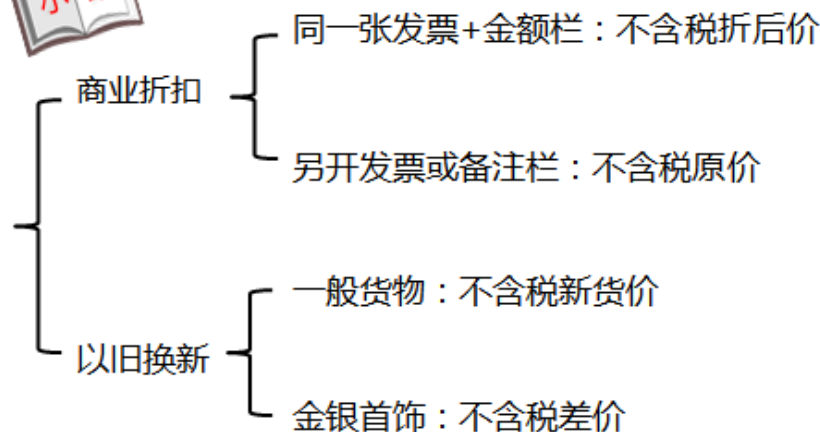 同一张发票+金额栏：不含税折后价
商业折扣
另开发票或备注栏：不含税原价
一般货物：不含税新货价
以旧换新
金银首饰：不含税差价